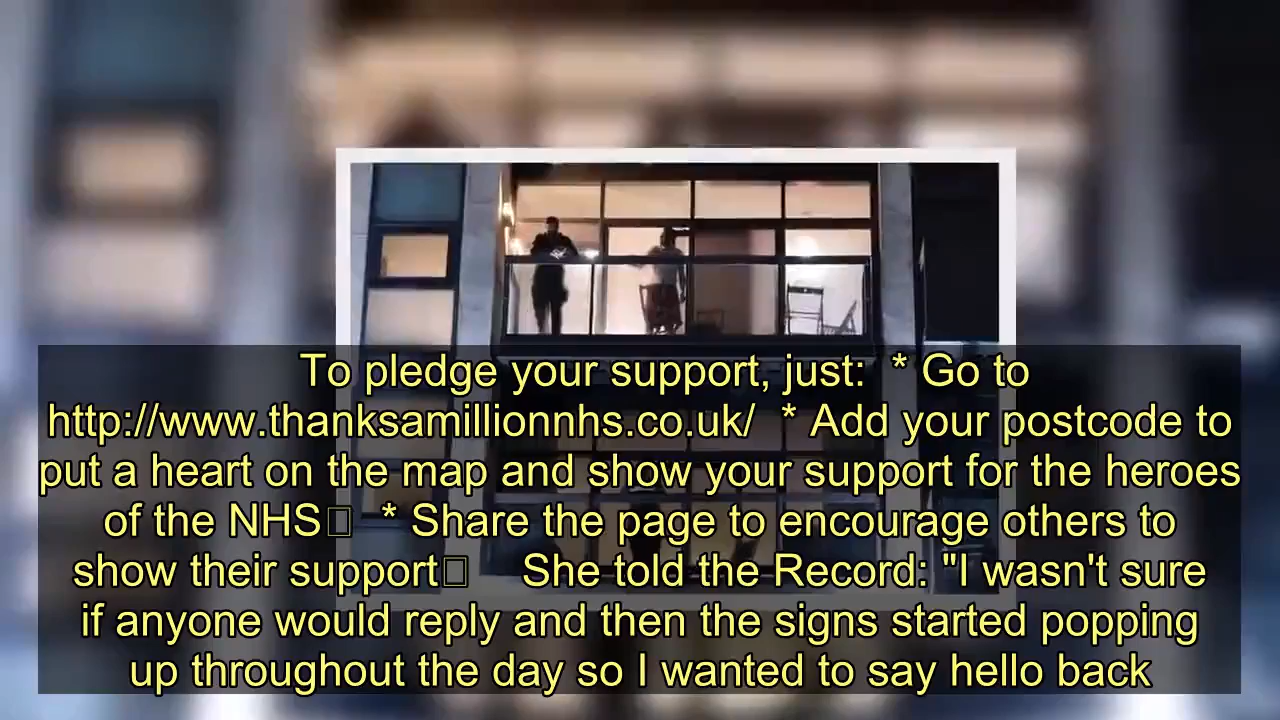 To pledge your support, just:  * Go to
http://www.thanksamillionnhs.co.uk/  * Add your postcode to
put a heart on the map and show your support for the heroes
of the NHS  * Share the page to encourage others to
show their support    She told the Record: "I wasn't sure
if anyone would reply and then the signs started popping
up throughout the day so I wanted to say hello back